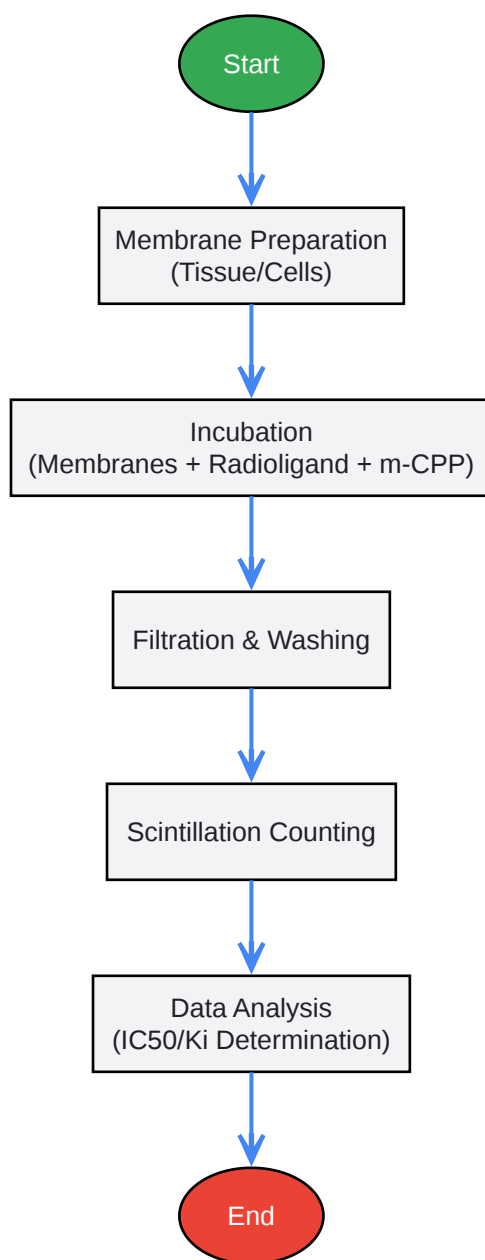 Start
Membrane Preparation
(Tissue/Cells)
Incubation
(Membranes + Radioligand + m-CPP)
Filtration & Washing
Scintillation Counting
Data Analysis
(IC50/Ki Determination)
End